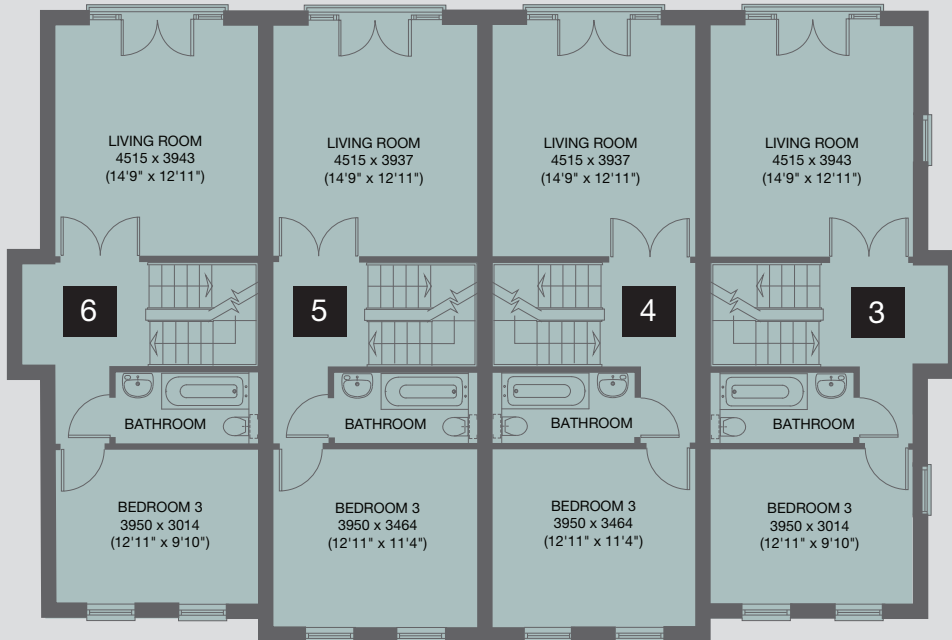 LIVING ROOM
4515 x 3943
(14'9" x 12'11")
LIVING ROOM
4515 x 3937
(14'9" x 12'11")
LIVING ROOM
4515 x 3937
(14'9" x 12'11")
LIVING ROOM
4515 x 3943
(14'9" x 12'11")
6
5
4
3
BATHROOM
BATHROOM
BATHROOM
BATHROOM
BEDROOM 3
3950 x 3014
(12'11" x 9'10")
BEDROOM 3
3950 x 3464
(12'11" x 11'4")
BEDROOM 3
3950 x 3464
(12'11" x 11'4")
BEDROOM 3
3950 x 3014
(12'11" x 9'10")